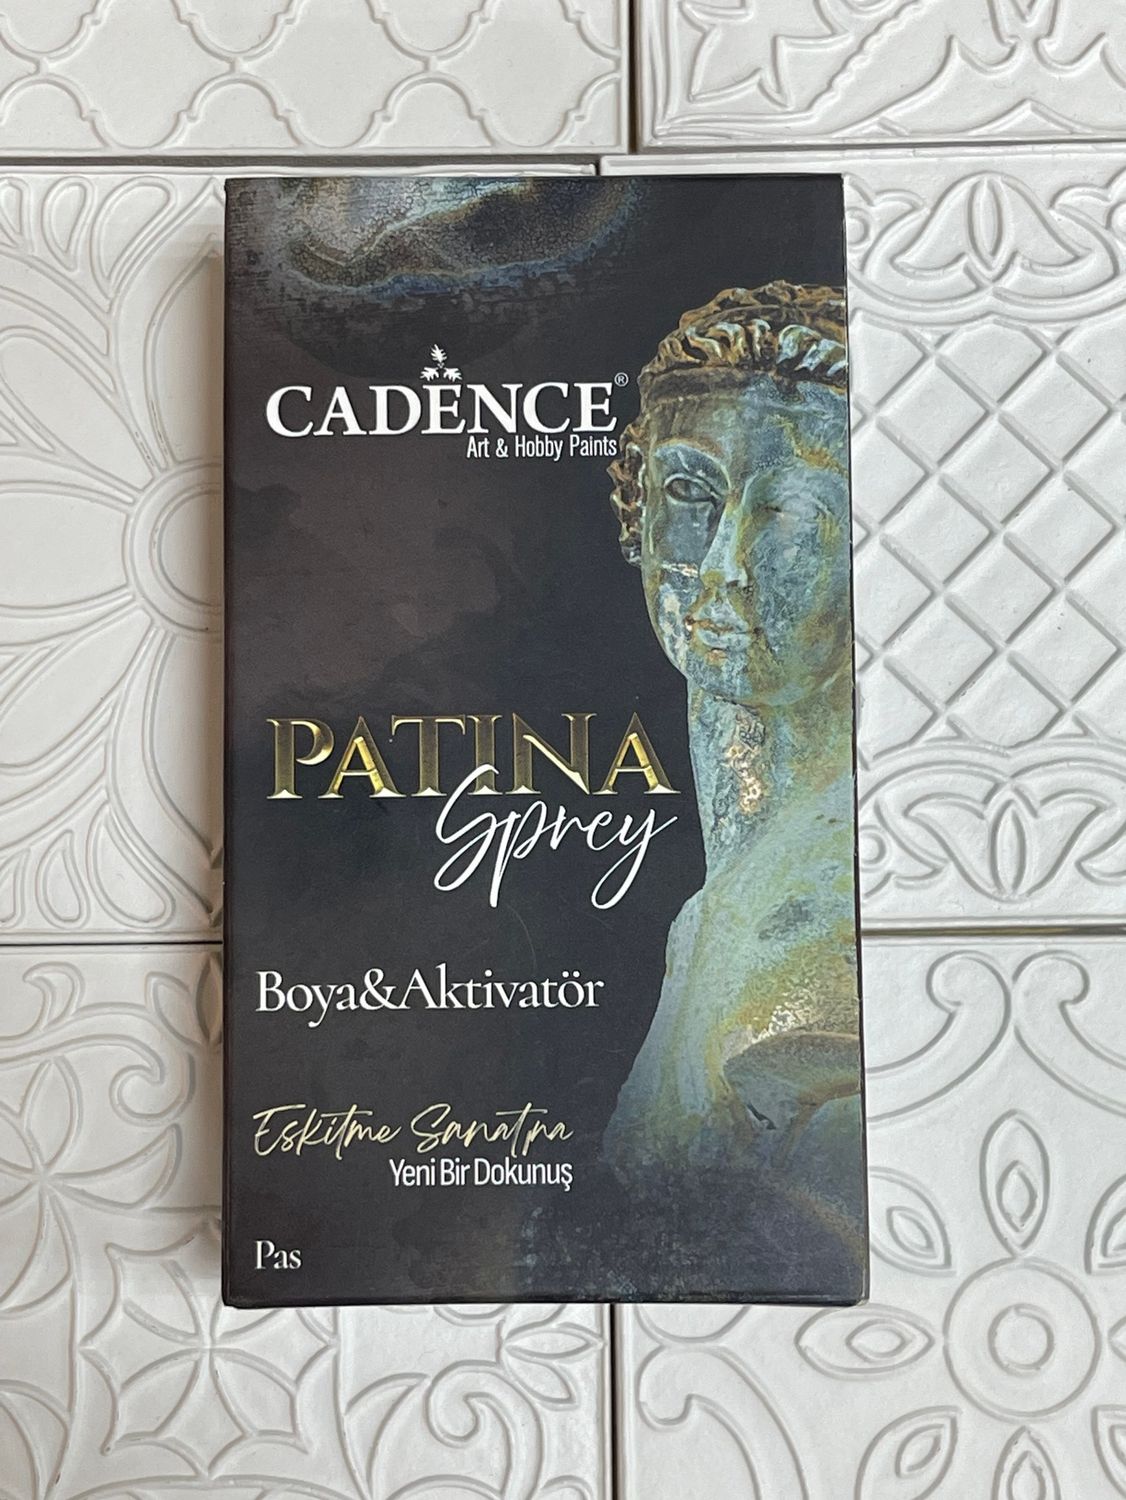 CADENCE®
Art & Hobby Paints
PATINA
Sprey
Boya&Aktivatör
Eskitme Sanatına
Yeni Bir Dokunuş
Pas